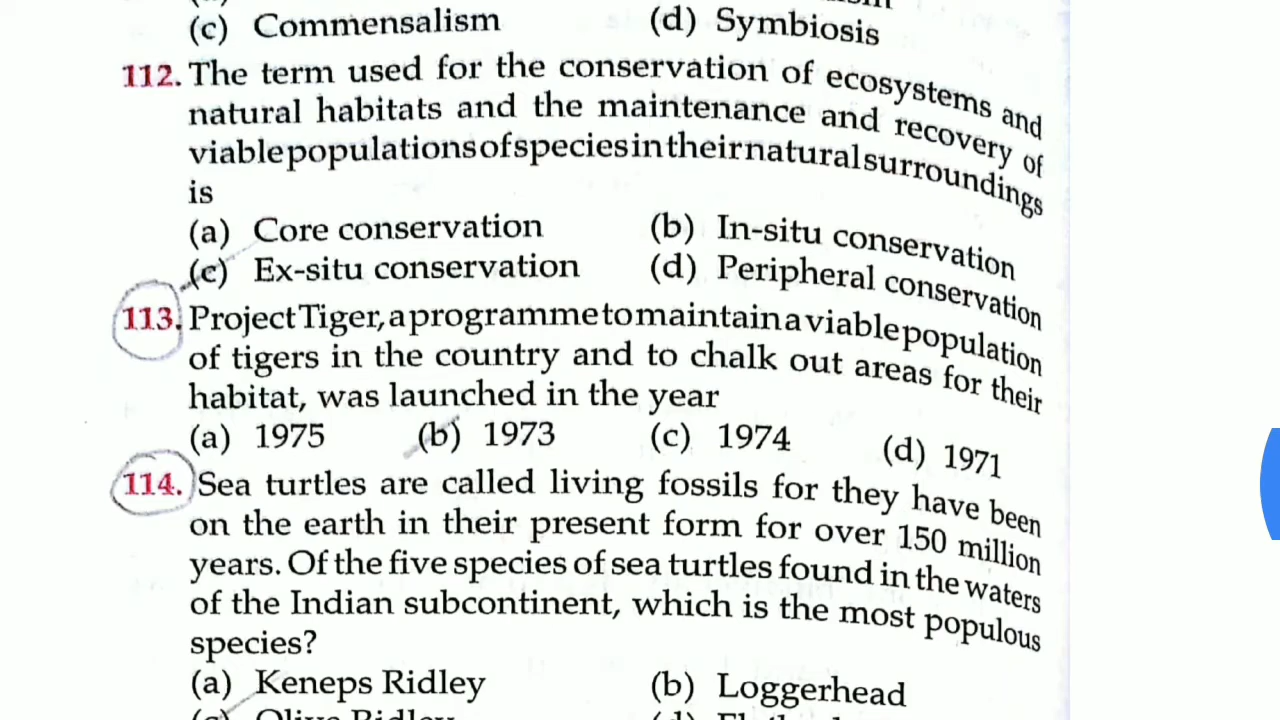 (c) Commensalism (d) Symbiosis
112. The term used for the conservation of ecosystems and
natural habitats and the maintenance and recovery of
viable populations of species in their natural surroundings
is
(a) Core conservation (b) In-situ conservation
(c) Ex-situ conservation (d) Peripheral conservation
113. Project Tiger, a programme to maintain a viable population
of tigers in the country and to chalk out areas for their
habitat, was launched in the year
(a) 1975 (b) 1973 (c) 1974 (d) 1971
114. Sea turtles are called living fossils for they have been
on the earth in their present form for over 150 million
years. Of the five species of sea turtles found in the waters
of the Indian subcontinent, which is the most populous
species?
(a) Keneps Ridley (b) Loggerhead
(c) Olive Ridley (d)